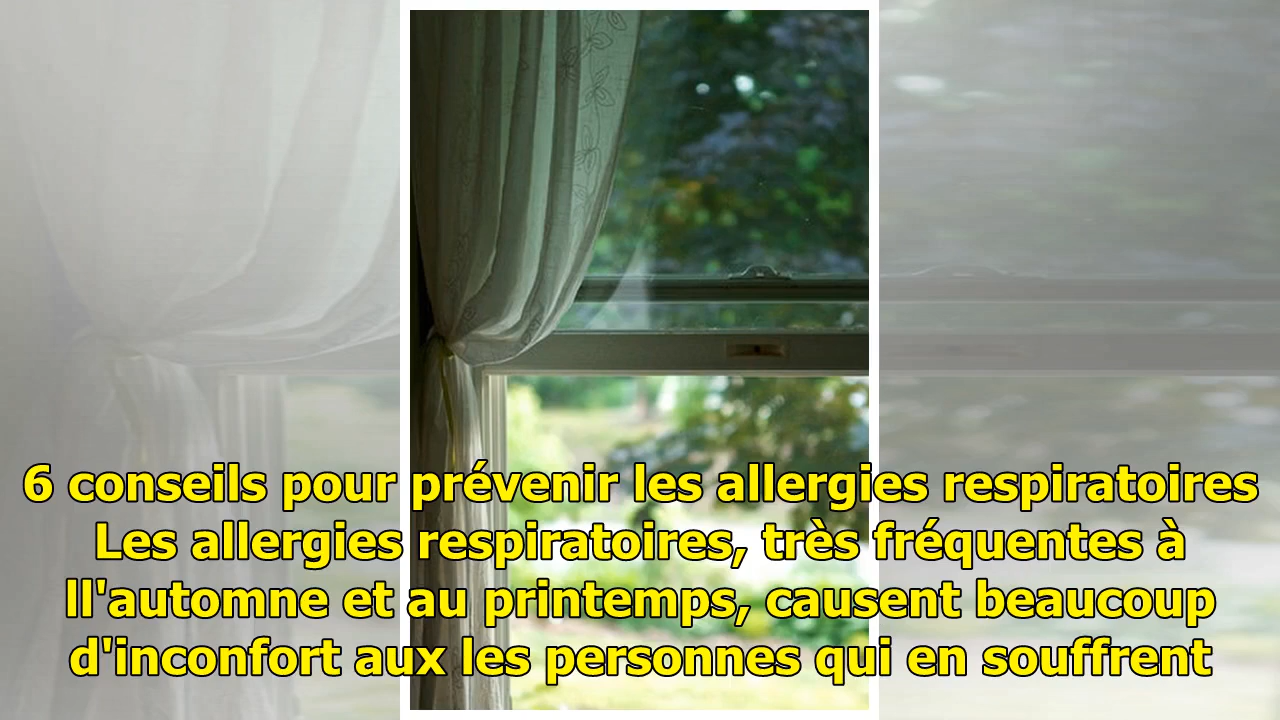 6 conseils pour prévenir les allergies respiratoires
Les allergies respiratoires, très fréquentes à
ll'automne et au printemps, causent beaucoup
d'inconfort aux les personnes qui en souffrent